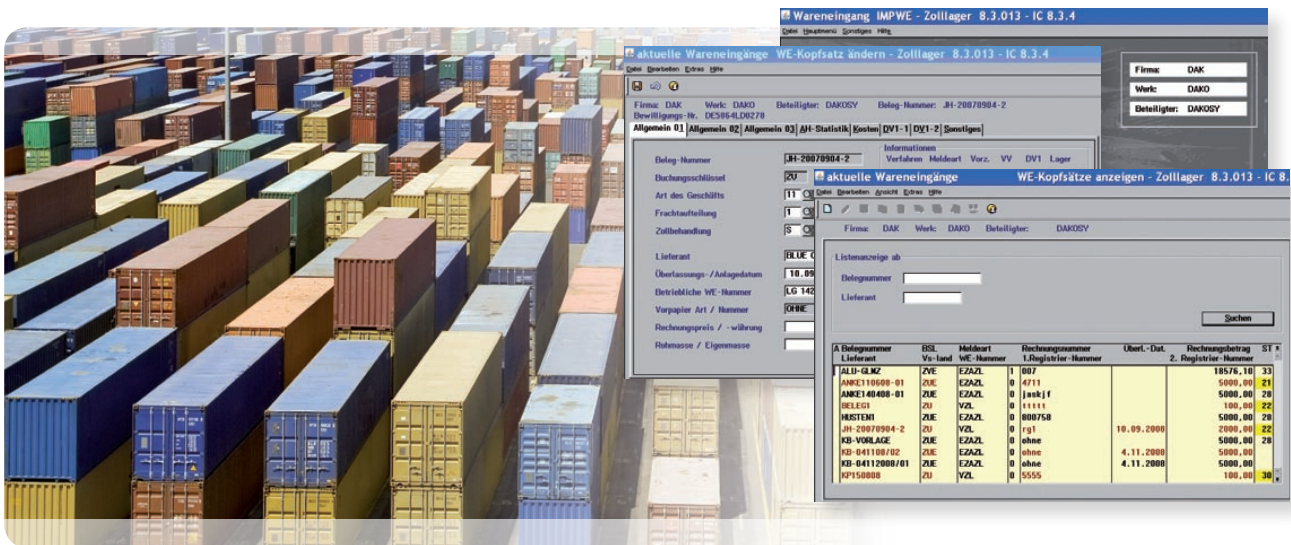 Wareneingang IMPWE - Zolllager 8.3.013 - IC 8.3.4
Datei Hauptmenü Sonstiges Hilfe
Firma: DAK
Werk: DAKO
Beteiligter: DAKOSY
aktuelle Wareneingänge WE-Kopfsatz ändern - Zolllager 8.3.013 - IC 8.3.4
Datei Bearbeiten Extras Hilfe
Firma: DAK Werk: DAKO Beteiligter: DAKOSY Beleg-Nummer: JH-20070904-2
Bewilligungs-Nr. DE5864LD0270
Allgemein 01 Allgemein 02 Allgemein 03 AH-Statistik Kosten DV1-1 DV1-2 Sonstiges
Informationen
Verfahren Meldeart Vorz. VV DV1 Lager
Beleg-Nummer JH-20070904-2
Buchungsschlüssel ZU
Art des Geschäfts 11
Frachtaufteilung 1
Zollbehandlung S
Lieferant BLUE
Überlassungs-/Anlagedatum 10.09
Betriebliche WE-Nummer LG 142
Vorpapier Art / Nummer OHNE
Rechnungspreis / -währung
Rohmasse / Eigenmasse
aktuelle Wareneingänge WE-Kopfsätze anzeigen - Zolllager 8.3.013 - IC 8.
Datei Bearbeiten Ansicht Extras Hilfe
Firma: DAK Werk: DAKO Beteiligter: DAKOSY
Listenanzeige ab
Belegnummer
Lieferant
Suchen
A Belegnummer BSL Meldeart Rechnungsnummer Überl.-Dat. Rechnungsbetrag ST
Lieferant Vs-land WE-Nummer 1.Registrier-Nummer 2. Registrier-Nummer
ALU-GLNZ ZVE EZAZL 1 007 18576,10 33
ANKE110608-01 ZUE EZAZL 0 4711 5000,00 21
ANKE140408-01 ZUE EZAZL 0 jaskjf 5000,00 28
BELEG1 ZU VZL 0 ttttt 100,00 22
HUSTEN1 ZUE EZAZL 0 800758 5000,00 28
JH-20070904-2 ZU VZL 0 rg1 10.09.2008 2000,00 22
KB-VORLAGE ZUE EZAZL 0 ohne 5000,00 28
KB-041108/02 ZUE EZAZL 0 ohne 4.11.2008 5000,00
KB-04112008/01 ZUE EZAZL 0 ohne 4.11.2008 5000,00
KP150808 ZU VZL 0 5555 100,00 30